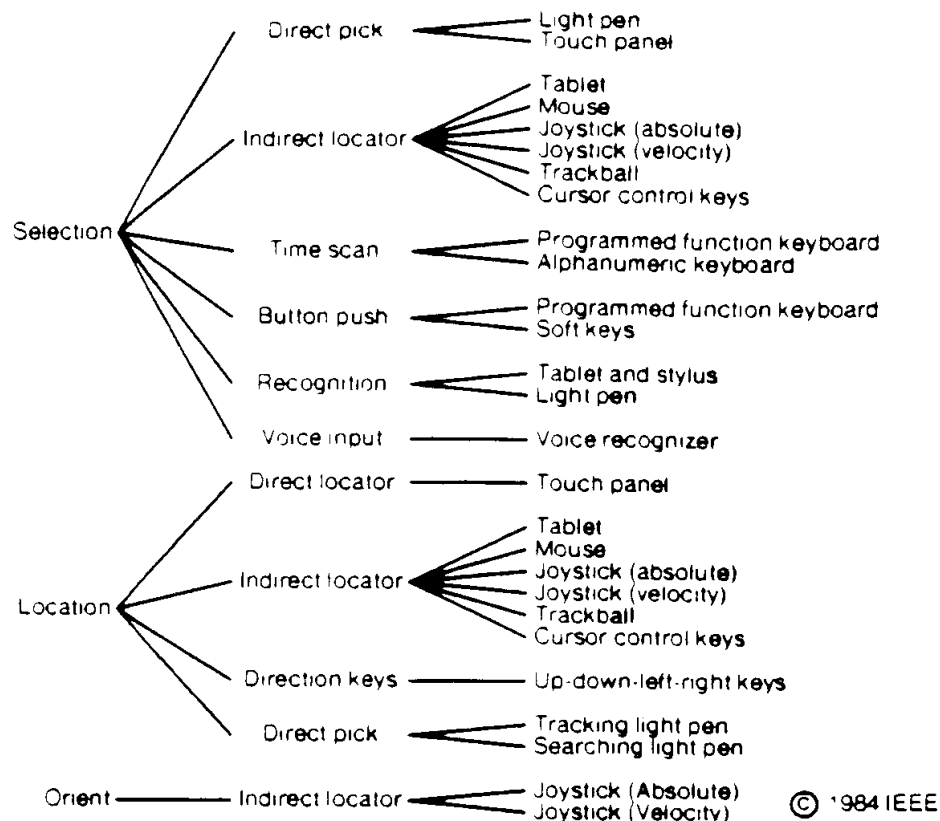 Direct pick
Light pen
Touch panel
Indirect locator
Tablet
Mouse
Joystick (absolute)
Joystick (velocity)
Trackball
Cursor control keys
Selection
Time scan
Programmed function keyboard
Alphanumeric keyboard
Button push
Programmed function keyboard
Soft keys
Recognition
Tablet and stylus
Light pen
Voice input
Voice recognizer
Direct locator
Touch panel
Indirect locator
Tablet
Mouse
Joystick (absolute)
Joystick (velocity)
Trackball
Cursor control keys
Location
Direction keys
Up-down-left-right keys
Direct pick
Tracking light pen
Searching light pen
Orient
Indirect locator
Joystick (Absolute)
Joystick (Velocity)
© 1984 IEEE